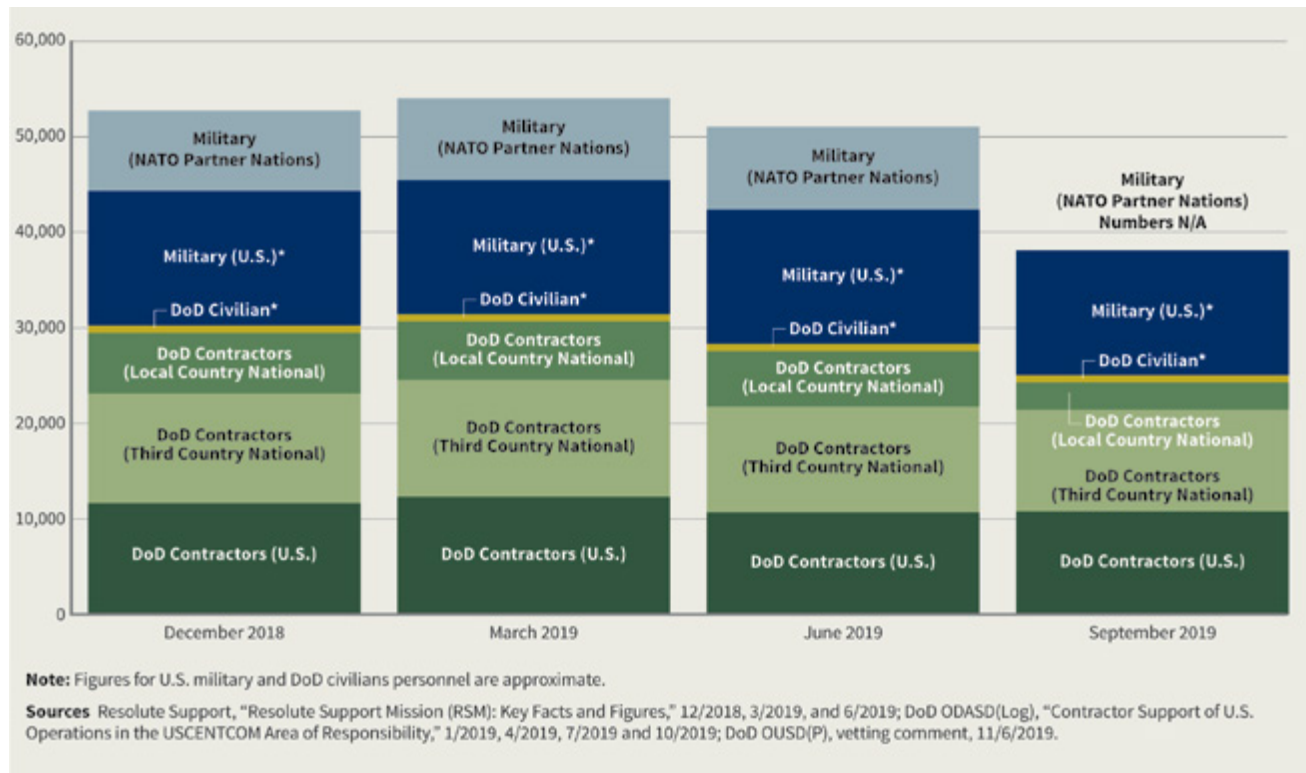 60,000
50,000
40,000
30,000
20,000
10,000
0
Military
(NATO Partner Nations)
Military (U.S.)*
DoD Civilian*
DoD Contractors
(Local Country National)
DoD Contractors
(Third Country National)
DoD Contractors (U.S.)
December 2018
Military
(NATO Partner Nations)
Military (U.S.)*
DoD Civilian*
DoD Contractors
(Local Country National)
DoD Contractors
(Third Country National)
DoD Contractors (U.S.)
March 2019
Military
(NATO Partner Nations)
Military (U.S.)*
DoD Civilian*
DoD Contractors
(Local Country National)
DoD Contractors
(Third Country National)
DoD Contractors (U.S.)
June 2019
Military
(NATO Partner Nations)
Numbers N/A
Military (U.S.)*
DoD Civilian*
DoD Contractors
(Local Country National)
DoD Contractors
(Third Country National)
DoD Contractors (U.S.)
September 2019
Note: Figures for U.S. military and DoD civilians personnel are approximate.
Sources Resolute Support, “Resolute Support Mission (RSM): Key Facts and Figures,” 12/2018, 3/2019, and 6/2019; DoD ODASD(Log), “Contractor Support of U.S.
Operations in the USCENTCOM Area of Responsibility,” 1/2019, 4/2019, 7/2019 and 10/2019; DoD OUSD(P), vetting comment, 11/6/2019.